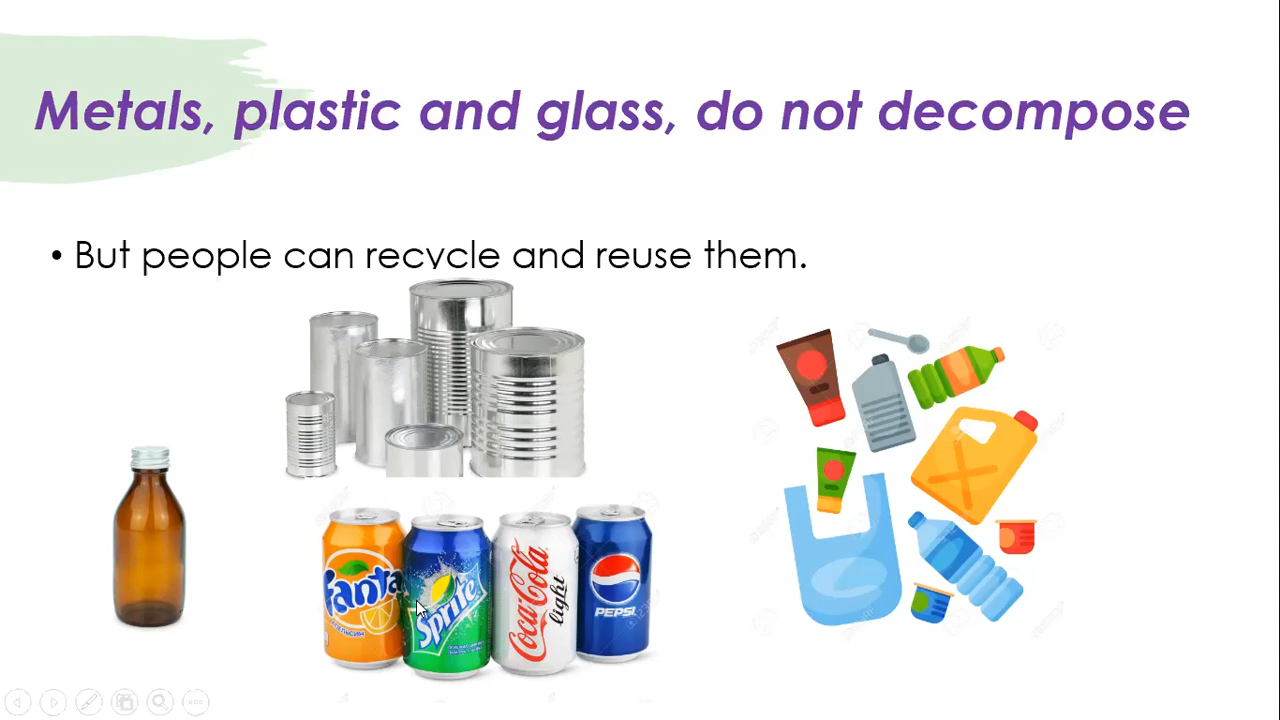 Metals, plastic and glass, do not decompose
• But people can recycle and reuse them.
fanta
АПЕЛЬСИН
Sprite
Coca-Cola
light
PEPSI